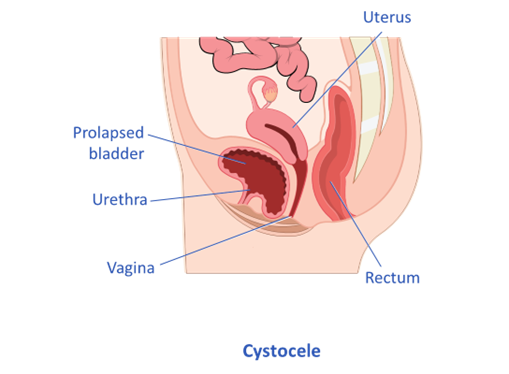 Uterus
Prolapsed
bladder
Urethra
Vagina
Rectum
Cystocele